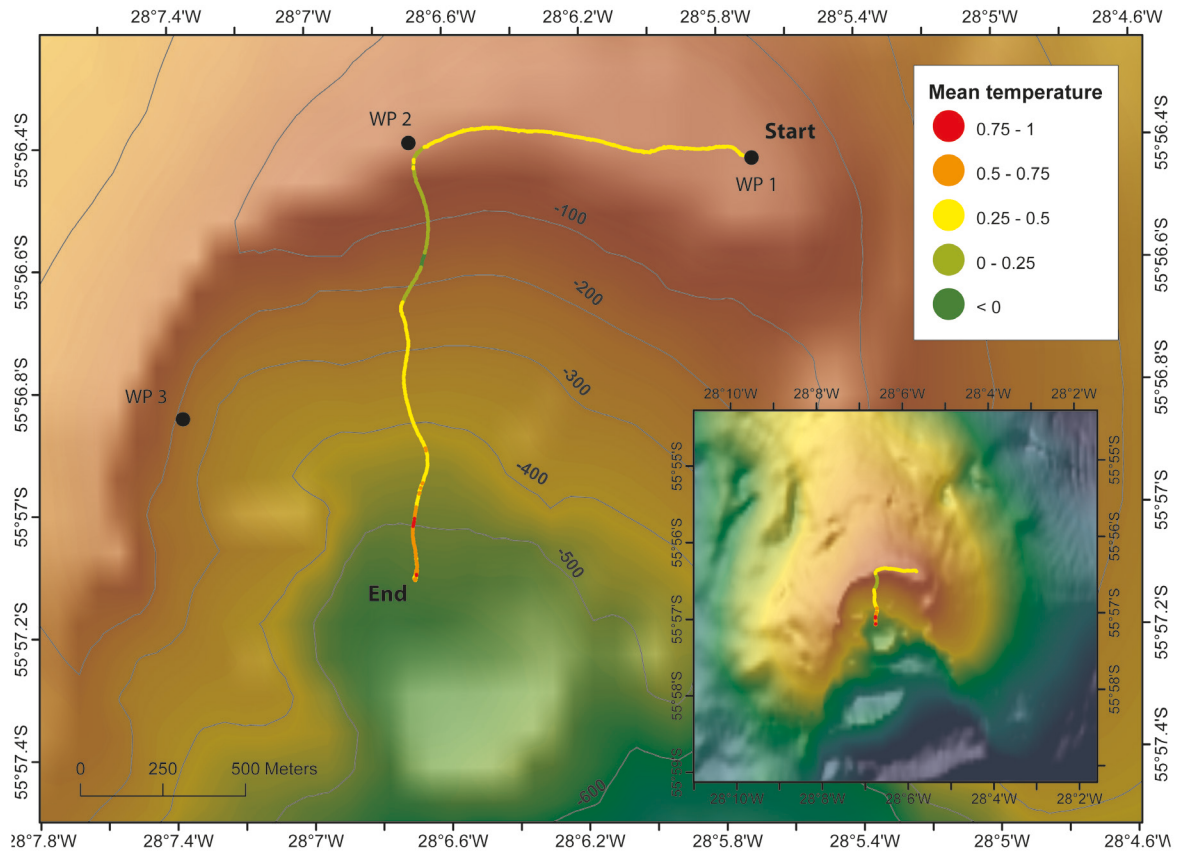 28°7.4'W 28°7'W 28°6.6'W 28°6.2'W 28°5.8'W 28°5.4'W 28°5'W 28°4.6'W
Mean temperature
0.75 - 1
0.5 - 0.75
0.25 - 0.5
0 - 0.25
< 0
WP 2
Start
WP 1
WP 3
End
-100
-200
-300
-400
-500
-600
55°56.4'S
55°56.6'S
55°56.8'S
55°57'S
55°57.2'S
55°57.4'S
55°56.4'S
55°56.6'S
55°56.8'S
55°57'S
55°57.2'S
55°57.4'S
28°10'W 28°8'W 28°6'W 28°4'W 28°2'W
55°55'S
55°56'S
55°57'S
55°58'S
55°55'S
55°56'S
55°57'S
55°58'S
28°10'W 28°8'W 28°6'W 28°4'W 28°2'W
0 250 500 Meters
28°7.8'W 28°7.4'W 28°7'W 28°6.6'W 28°6.2'W 28°5.8'W 28°5.4'W 28°5'W 28°4.6'W